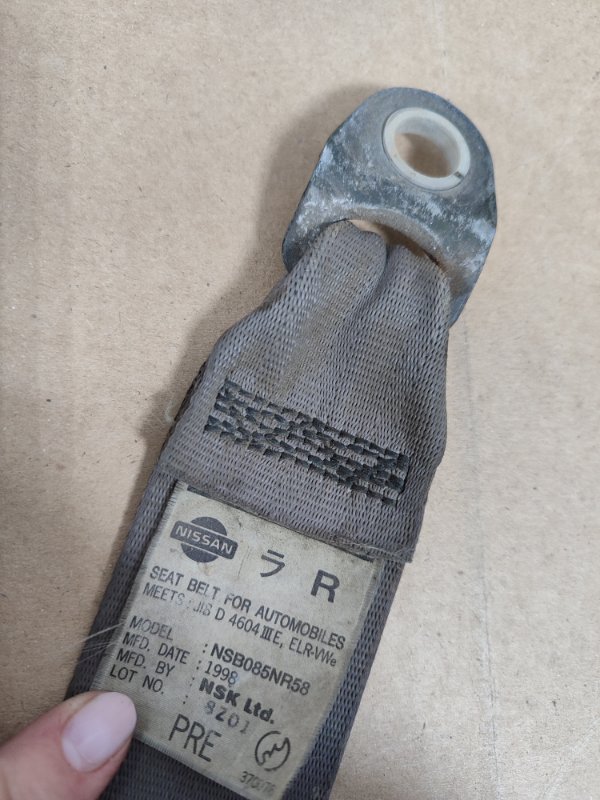 NISSAN ラ R
SEAT BELT FOR AUTOMOBILES
MEETS : JIS D 4604 III E, ELR-VWe
MODEL : NSB085NR58
MFD. DATE : 1998
MFD. BY : NSK Ltd.
LOT NO. : 8201
PRE